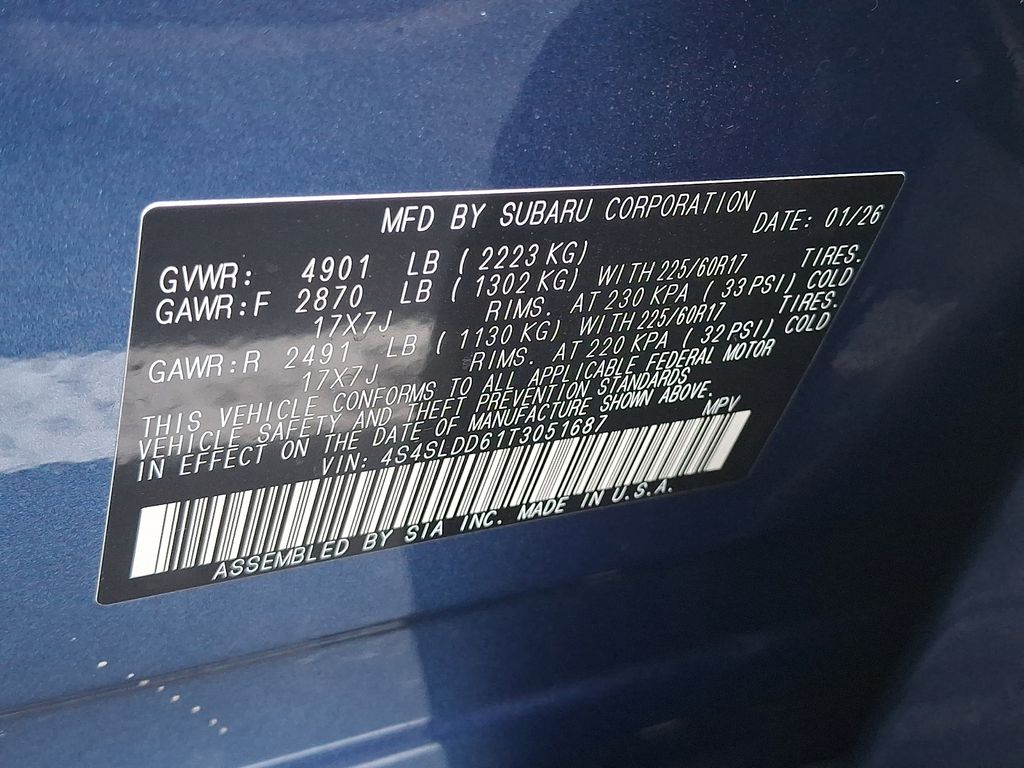 MFD BY SUBARU CORPORATION DATE: 01/26
GVWR: 4901 LB ( 2223 KG)
GAWR:F 2870 LB ( 1302 KG) WITH 225/60R17 TIRES.
17X7J RIMS. AT 230 KPA ( 33 PSI) COLD
GAWR:R 2491 LB ( 1130 KG) WITH 225/60R17 TIRES.
17X7J RIMS. AT 220 KPA ( 32 PSI) COLD
THIS VEHICLE CONFORMS TO ALL APPLICABLE FEDERAL MOTOR
VEHICLE SAFETY AND THEFT PREVENTION STANDARDS
IN EFFECT ON THE DATE OF MANUFACTURE SHOWN ABOVE.
VIN: 4S4SLDD61T3051687 MPV
ASSEMBLED BY STA INC. MADE IN U.S.A.